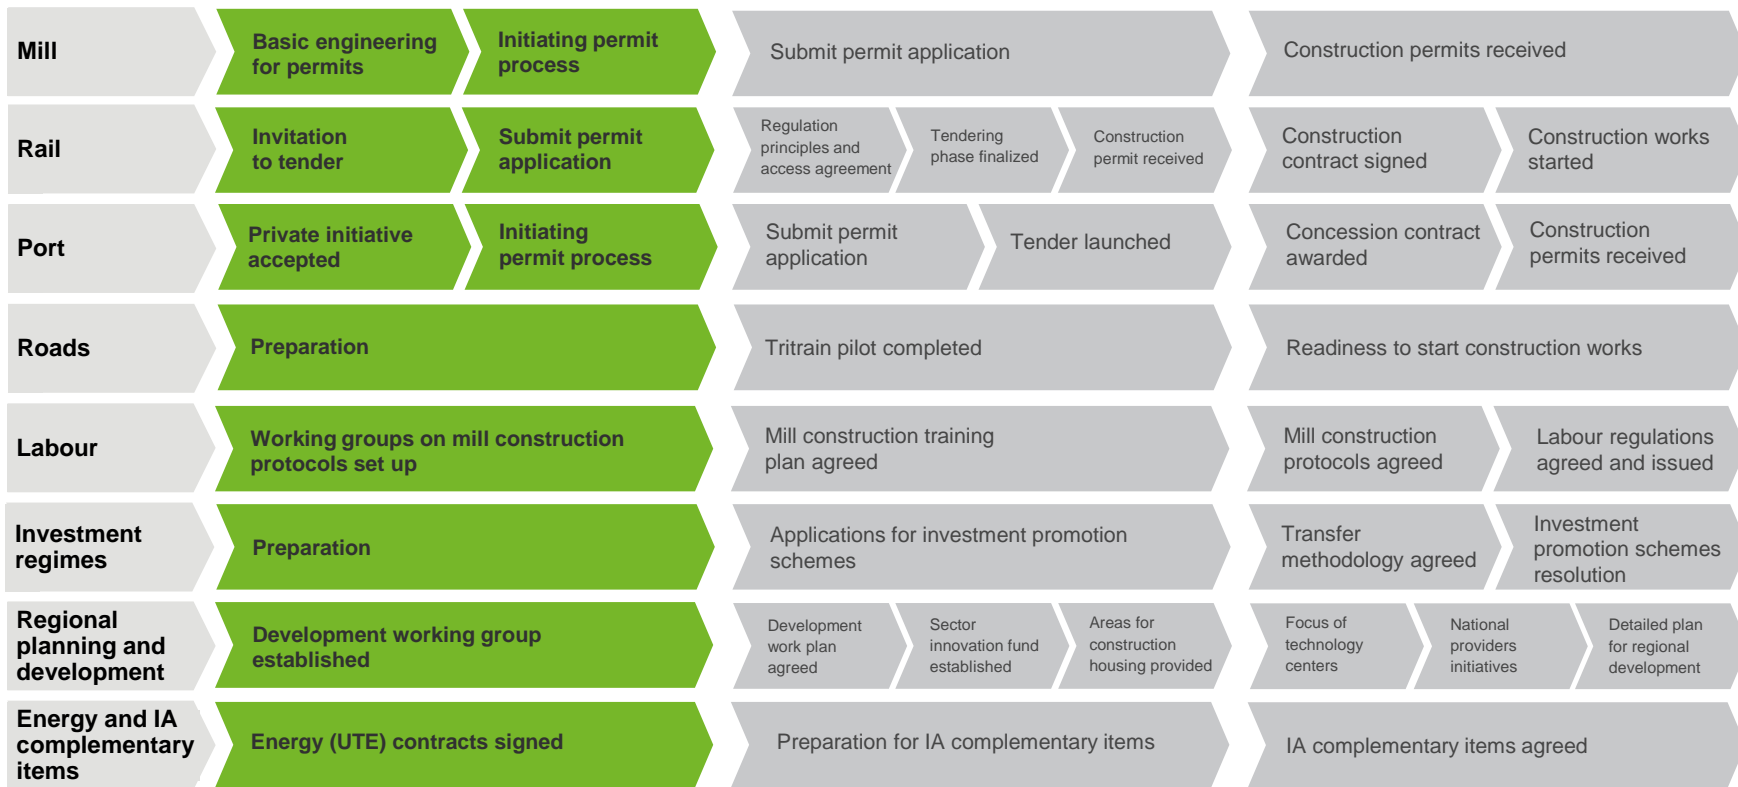 Mill
Basic engineering
for permits
Initiating permit
process
Submit permit application
Construction permits received
Rail
Invitation
to tender
Submit permit
application
Regulation
principles and
access agreement
Tendering
phase finalized
Construction
permit received
Construction
contract signed
Construction works
started
Port
Private initiative
accepted
Initiating
permit process
Submit permit
application
Tender launched
Concession contract
awarded
Construction
permits received
Roads
Preparation
Tritrain pilot completed
Readiness to start construction works
Labour
Working groups on mill construction
protocols set up
Mill construction training
plan agreed
Mill construction
protocols agreed
Labour regulations
agreed and issued
Investment
regimes
Preparation
Applications for investment promotion
schemes
Transfer
methodology agreed
Investment
promotion schemes
resolution
Regional
planning and
development
Development working group
established
Development
work plan
agreed
Sector
innovation fund
established
Areas for
construction
housing provided
Focus of
technology
centers
National
providers
initiatives
Detailed plan
for regional
development
Energy and IA
complementary
items
Energy (UTE) contracts signed
Preparation for IA complementary items
IA complementary items agreed